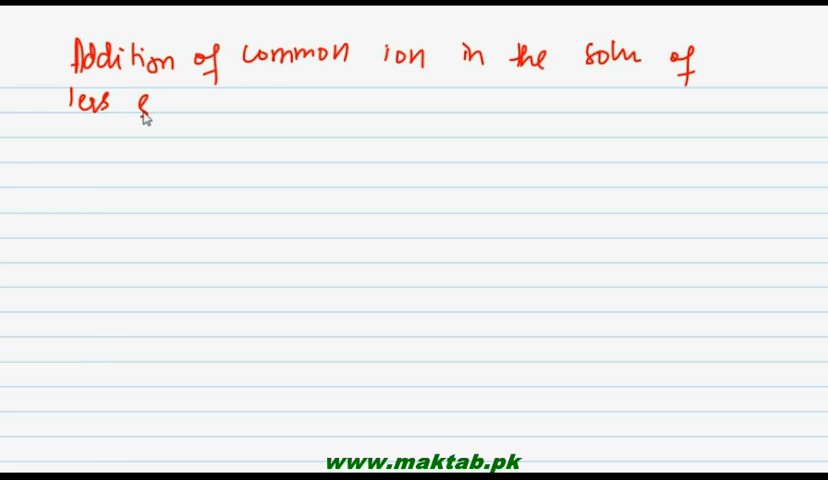 Addition of common ion in the soln of
less
www.maktab.pk